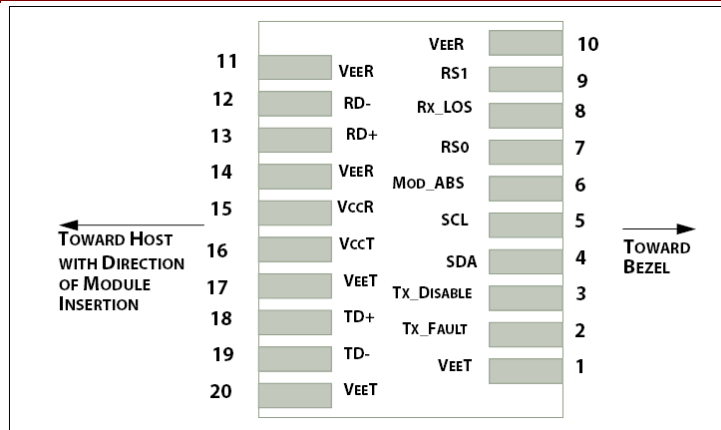 11 VEER
12 RD-
13 RD+
14 VEER
15 VCCR
16 VCCT
17 VEET
18 TD+
19 TD-
20 VEET
VEER 10
RS1 9
RX_LOS 8
RS0 7
MOD_ABS 6
SCL 5
SDA 4
TX_DISABLE 3
TX_FAULT 2
VEET 1
TOWARD HOST
WITH DIRECTION
OF MODULE
INSERTION
TOWARD
BEZEL